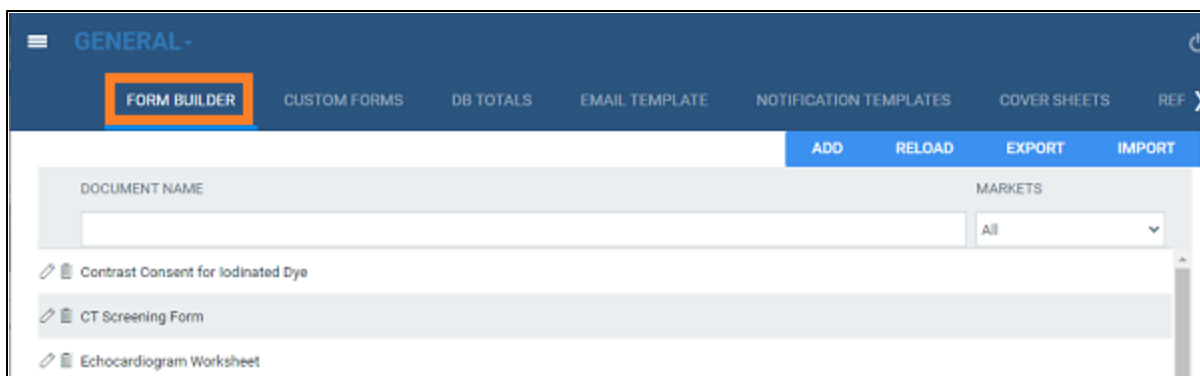 GENERAL
FORM BUILDER CUSTOM FORMS DB TOTALS EMAIL TEMPLATE NOTIFICATION TEMPLATES COVER SHEETS REF
ADD RELOAD EXPORT IMPORT
DOCUMENT NAME MARKETS
All
Contrast Consent for Iodinated Dye
CT Screening Form
Echocardiogram Worksheet